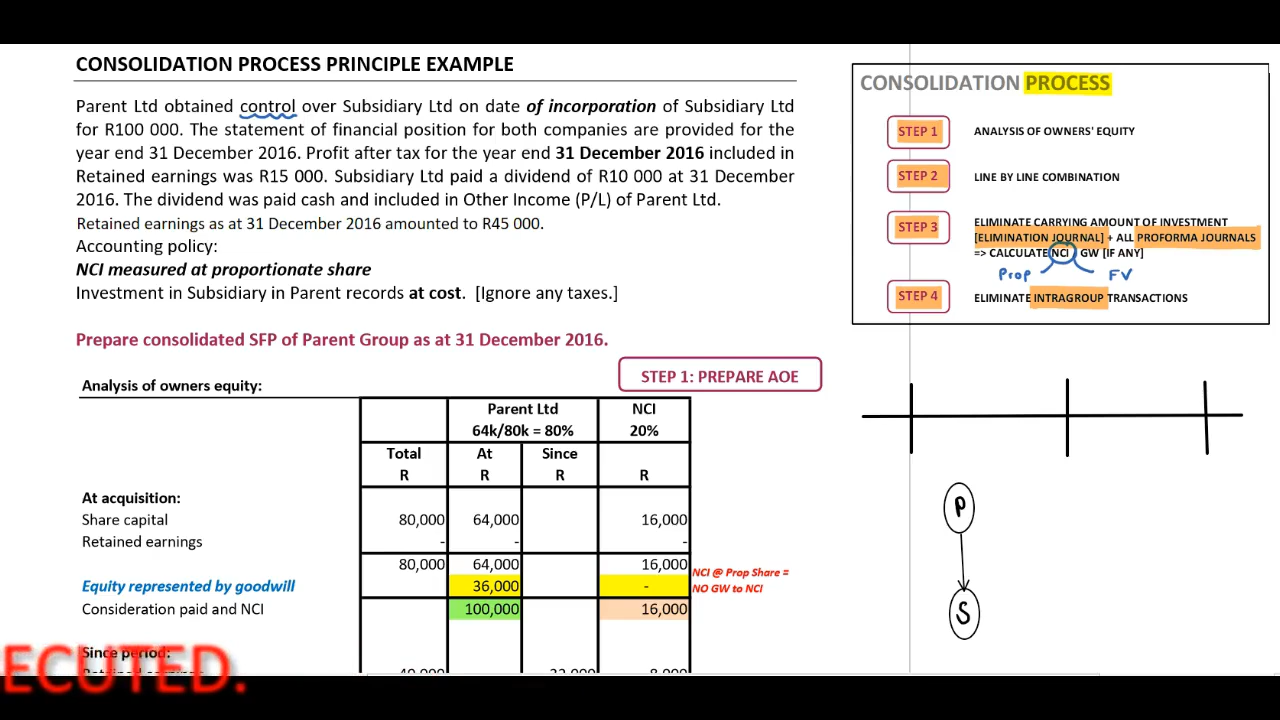 CONSOLIDATION PROCESS PRINCIPLE EXAMPLE
Parent Ltd obtained control over Subsidiary Ltd on date of incorporation of Subsidiary Ltd
for R100 000. The statement of financial position for both companies are provided for the
year end 31 December 2016. Profit after tax for the year end 31 December 2016 included in
Retained earnings was R15 000. Subsidiary Ltd paid a dividend of R10 000 at 31 December
2016. The dividend was paid cash and included in Other Income (P/L) of Parent Ltd.
Retained earnings as at 31 December 2016 amounted to R45 000.
Accounting policy:
NCI measured at proportionate share
Investment in Subsidiary in Parent records at cost. [Ignore any taxes.]
Prepare consolidated SFP of Parent Group as at 31 December 2016.
STEP 1: PREPARE AOE
Analysis of owners equity:
Parent Ltd NCI
64k/80k = 80% 20%
Total At Since
R R R R
At acquisition:
Share capital 80,000 64,000 16,000
Retained earnings - - -
80,000 64,000 16,000
Equity represented by goodwill 36,000 -
NCI @ Prop Share =
NO GW to NCI
Consideration paid and NCI 100,000 16,000
Since period:
ECUTED.
CONSOLIDATION PROCESS
STEP 1 ANALYSIS OF OWNERS' EQUITY
STEP 2 LINE BY LINE COMBINATION
STEP 3 ELIMINATE CARRYING AMOUNT OF INVESTMENT
[ELIMINATION JOURNAL] + ALL PROFORMA JOURNALS
=> CALCULATE NCI GW [IF ANY]
Prop FV
STEP 4 ELIMINATE INTRAGROUP TRANSACTIONS
P
S